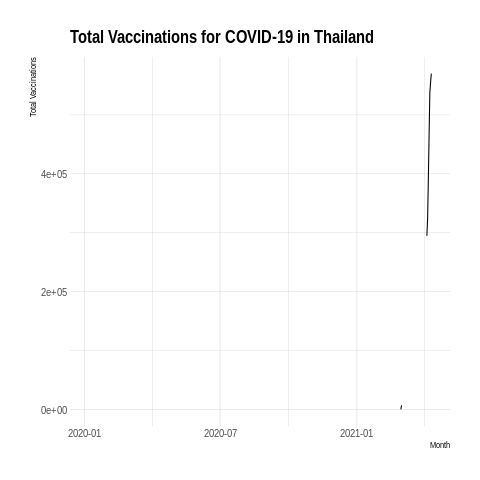 Total Vaccinations for COVID-19 in Thailand
Total Vaccinations
4e+05
2e+05
0e+00
2020-01 2020-07 2021-01
Month